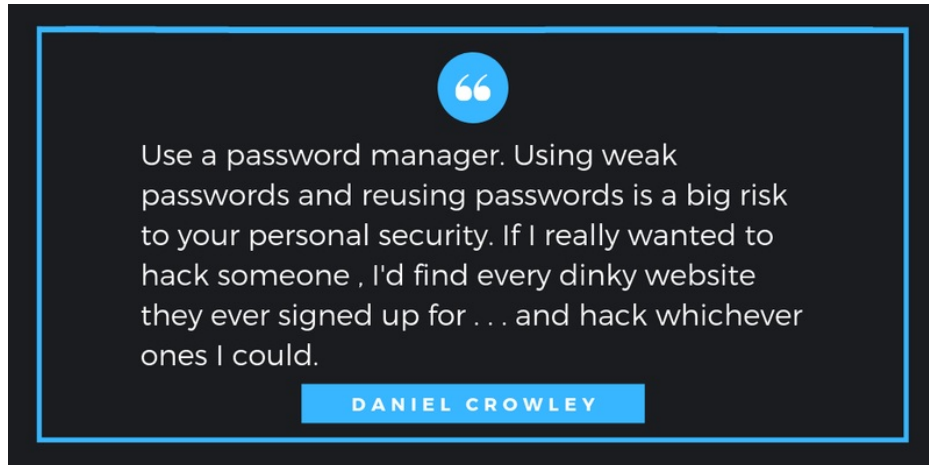 “
Use a password manager. Using weak
passwords and reusing passwords is a big risk
to your personal security. If I really wanted to
hack someone , I'd find every dinky website
they ever signed up for . . . and hack whichever
ones I could.
DANIEL CROWLEY